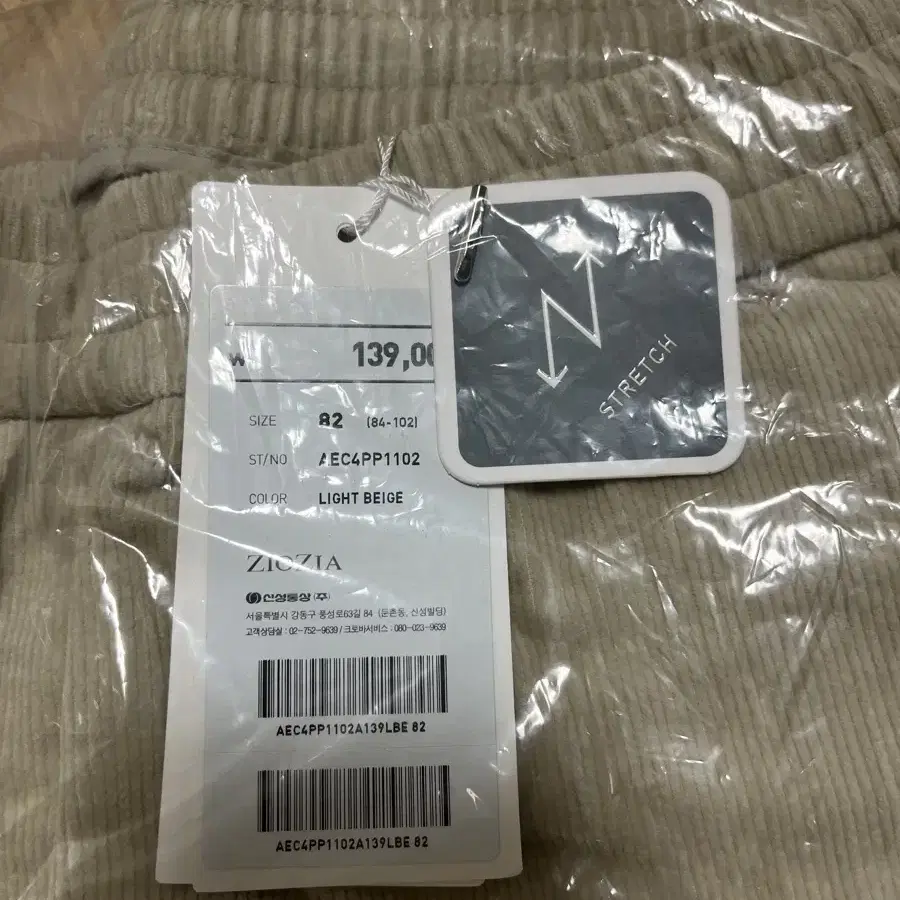 ₩ 139,00
SIZE 82 (84-102)
ST/NO AEC4PP1102
COLOR LIGHT BEIGE
ZIOZIA
신성통상 (주)
서울특별시 강동구 풍성로63길 84 (둔촌동, 신성빌딩)
고객상담실 : 02-752-9639 / 크로바서비스 : 080-023-9639
AEC4PP1102A139LBE 82
AEC4PP1102A139LBE 82
STRETCH